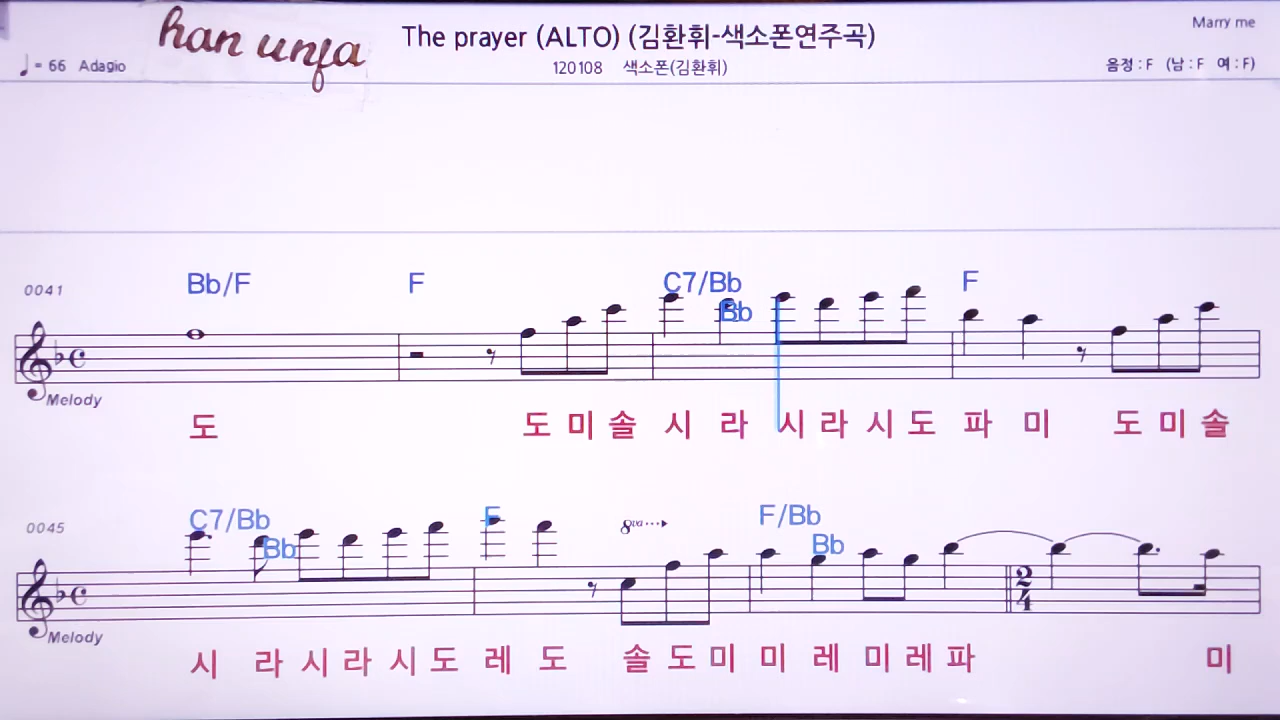 han unfa
The prayer (ALTO) (김환휘-색소폰연주곡)
Marry me
♩= 66 Adagio
120108 색소폰(김환휘)
음정 : F (남 : F 여 : F)
0041
Bb/F F C7/Bb Bb F
Melody
도 도 미 솔 시 라 시 라 시 도 파 미 도 미 솔
0045
C7/Bb Bb F 8va F/Bb Bb
2/4
Melody
시 라 시 라 시 도 레 도 솔 도 미 미 레 미 레 파 미